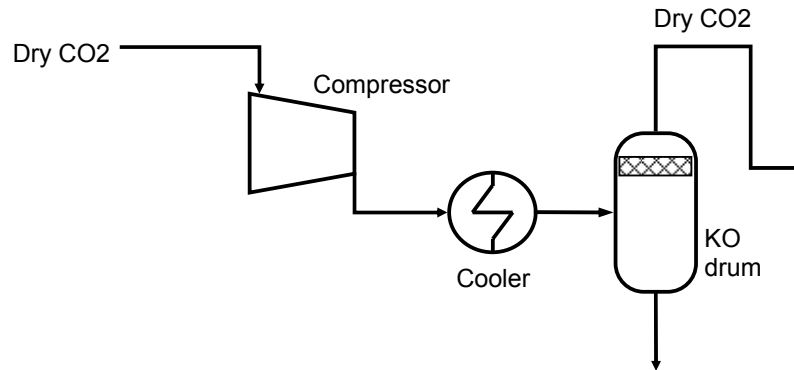 Dry CO2
Dry CO2
Compressor
Cooler
KO
drum